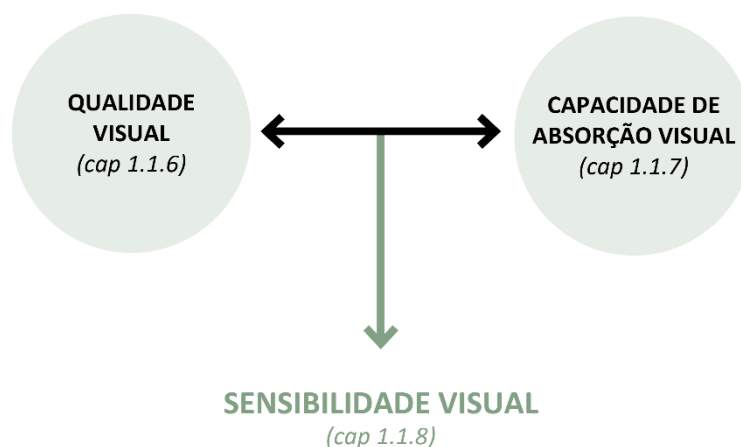 QUALIDADE
VISUAL
(cap 1.1.6)
CAPACIDADE DE
ABSORÇÃO VISUAL
(cap 1.1.7)
SENSIBILIDADE VISUAL
(cap 1.1.8)